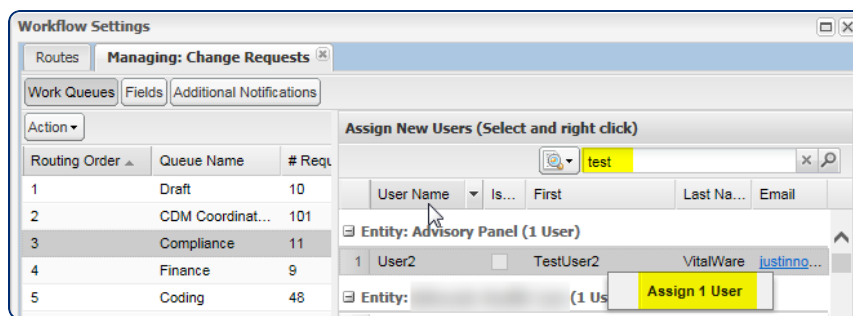 Workflow Settings
Routes Managing: Change Requests
Work Queues Fields Additional Notifications
Action
Assign New Users (Select and right click)
test
Routing Order Queue Name # Requ
User Name Is... First Last Na... Email
1 Draft 10
2 CDM Coordinat... 101
3 Compliance 11
4 Finance 9
5 Coding 48
Entity: Advisory Panel (1 User)
1 User2 TestUser2 VitalWare justinno...
Entity: (1 Us
Assign 1 User